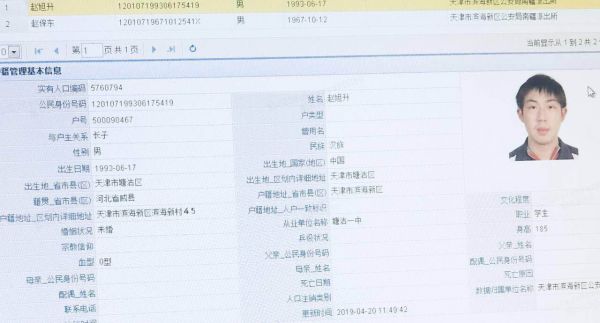 1 赵旭升 120107199306175419 男 1993-06-17 天津市滨海新区公安局南疆派出所
2 赵保车 12010719671012541X 男 1967-10-12 天津市滨海新区公安局南疆派出所
第 1 页共 1 页 当前显示从 1 到 2 共 2
管理基本信息
实有人口编码 5760794
公民身份号码 120107199306175419 姓名 赵旭升
户号 500098467 户类型
与户主关系 长子 曾用名
性别 男 民族 汉族
出生日期 1993-06-17 出生地_国家(地区) 中国
出生地_省市县(区) 天津市塘沽区 出生地_区划内详细地址 天津市塘沽区
籍贯_省市县(区) 河北省 户籍地址_省市县(区) 天津市滨海新区 文化程度
户籍地址_区划内详细地址 天津市滨海新区滨海新村45 户籍地址_人户一致标识 职业 学生
婚姻状况 未婚 从业单位名称 塘沽一中 身高 185
宗教信仰 兵役状况 父亲_姓名
血型 O型 父亲_公民身份号码 配偶_公民身份号码
母亲_公民身份号码 母亲_姓名 死亡原因
配偶_姓名 死亡日期 数据归属单位名称 天津市滨海新区公安
联系电话 人口注销类别
更新时间 2019-04-20 11:49:42